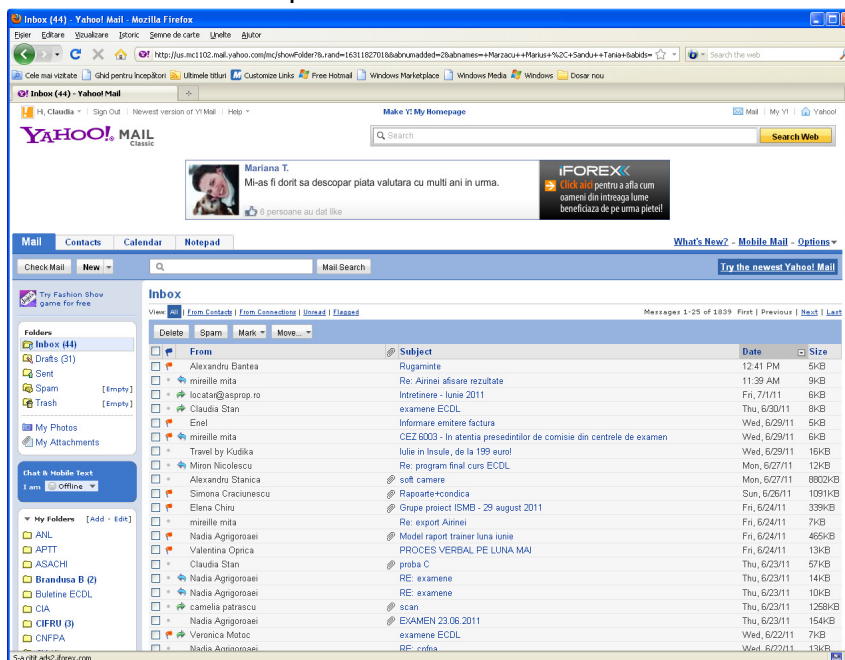 Inbox (44) - Yahoo! Mail - Mozilla Firefox
Fișier Editare Vizualizare Istoric Semne de carte Unelte Ajutor
http://us.mc1102.mail.yahoo.com/mc/showFolder?&.rand=1631182701&abnumadded=2&abnames=+Marzacu++Marius+%2C+Sandu++Tania+&abids= Search the web
Cele mai vizitate Ghid pentru începători Ultimele titluri Customize Links Free Hotmail Windows Marketplace Windows Media Windows Dosar nou
Inbox (44) - Yahoo! Mail
Hi, Claudia Sign Out Newest version of Y! Mail Help Make Y! My Homepage Mail My Y! Yahoo!
YAHOO! MAIL
Classic
Search Search Web
Mariana T.
Mi-as fi dorit sa descopar piata valutara cu multi ani in urma.
6 persoane au dat like
iFOREX
Click aici pentru a afla cum
oameni din intreaga lume
beneficiaza de pe urma pietei!
Mail Contacts Calendar Notepad What's New? - Mobile Mail - Options
Check Mail New Mail Search Try the newest Yahoo! Mail
Try Fashion Show
game for free
Folders
Inbox (44)
Drafts (31)
Sent
Spam [Empty]
Trash [Empty]
My Photos
My Attachments
Chat & Mobile Text
I am Offline
My Folders [Add - Edit]
ANL
APTT
ASACHI
Brandusa B (2)
Buletine ECDL
CIA
CIFRU (3)
CNFPA
Inbox
View: All | From Contacts | From Connections | Unread | Flagged Messages 1-25 of 1839 First | Previous | Next | Last
Delete Spam Mark Move...
From Subject Date Size
Alexandru Bantea Rugaminte 12:41 PM 5KB
mireille mita Re: Airinei afisare rezultate 11:39 AM 9KB
locatar@asprop.ro Intretinere - Iunie 2011 Fri, 7/1/11 6KB
Claudia Stan examene ECDL Thu, 6/30/11 8KB
Enel Informare emitere factura Wed, 6/29/11 5KB
mireille mita CEZ 6003 - In atentia presedintilor de comisie din centrele de examen Wed, 6/29/11 6KB
Travel by Kudika Iulie in Insule, de la 199 euro! Wed, 6/29/11 16KB
Miron Nicolescu Re: program final curs ECDL Mon, 6/27/11 12KB
Alexandru Stanica soft camere Mon, 6/27/11 8802KB
Simona Craciunescu Rapoarte+condica Sun, 6/26/11 1091KB
Elena Chiru Grupe proiect ISMB - 29 august 2011 Fri, 6/24/11 339KB
mireille mita Re: export Airinei Fri, 6/24/11 7KB
Nadia Agrigoroaei Model raport trainer luna iunie Fri, 6/24/11 465KB
Valentina Oprica PROCES VERBAL PE LUNA MAI Fri, 6/24/11 13KB
Claudia Stan proba C Thu, 6/23/11 57KB
Nadia Agrigoroaei RE: examene Thu, 6/23/11 14KB
Nadia Agrigoroaei RE: examene Thu, 6/23/11 10KB
camelia patrascu scan Thu, 6/23/11 1258KB
Nadia Agrigoroaei EXAMEN 23.06.2011 Thu, 6/23/11 154KB
Veronica Motoc examene ECDL Wed, 6/22/11 7KB
Nadia Agrigoroaei RE: cnfpa Wed, 6/22/11 13KB
S-a citit ads2.iforex.com